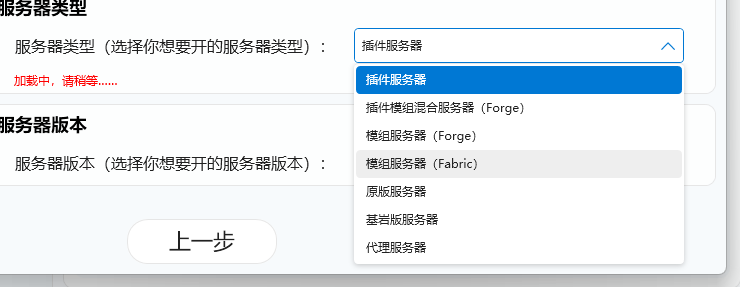 服务器类型
服务器类型（选择你想要开的服务器类型）：
插件服务器
加载中，请稍等......
插件服务器
插件模组混合服务器（Forge）
模组服务器（Forge）
模组服务器（Fabric）
原版服务器
基岩版服务器
代理服务器
服务器版本
服务器版本（选择你想要开的服务器版本）：
上一步